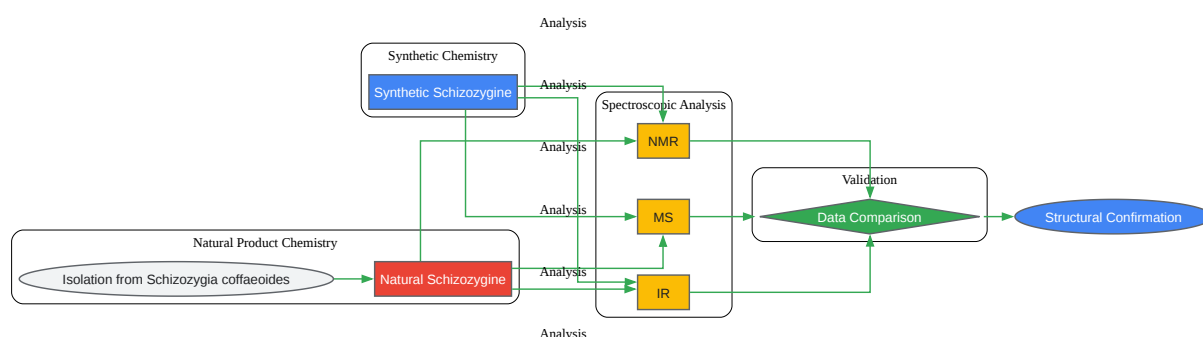 Analysis
Synthetic Chemistry
Synthetic Schizozygine
Analysis
Spectroscopic Analysis
NMR
Analysis
Validation
MS
Analysis
Data Comparison
Structural Confirmation
Natural Product Chemistry
Isolation from Schizozygia coffaeoides
Natural Schizozygine
Analysis
IR
Analysis